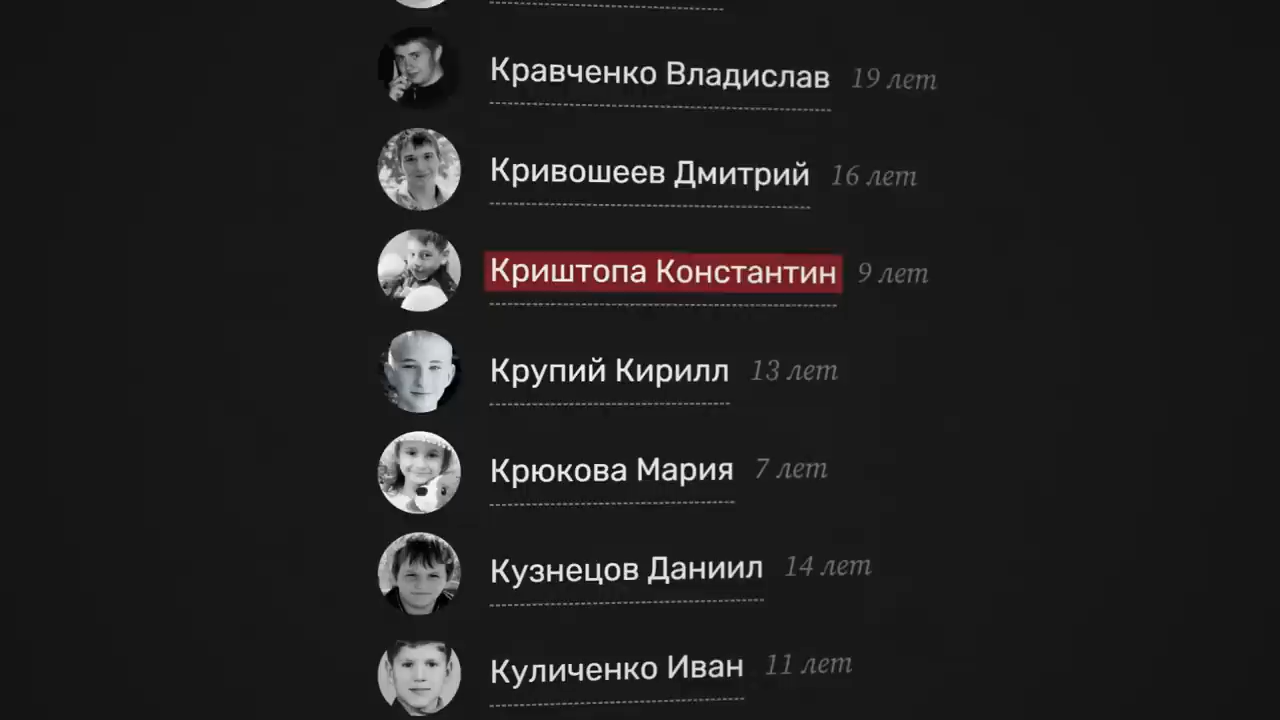 Кравченко Владислав 19 лет
Кривошеев Дмитрий 16 лет
Криштопа Константин 9 лет
Крупий Кирилл 13 лет
Крюкова Мария 7 лет
Кузнецов Даниил 14 лет
Куличенко Иван 11 лет